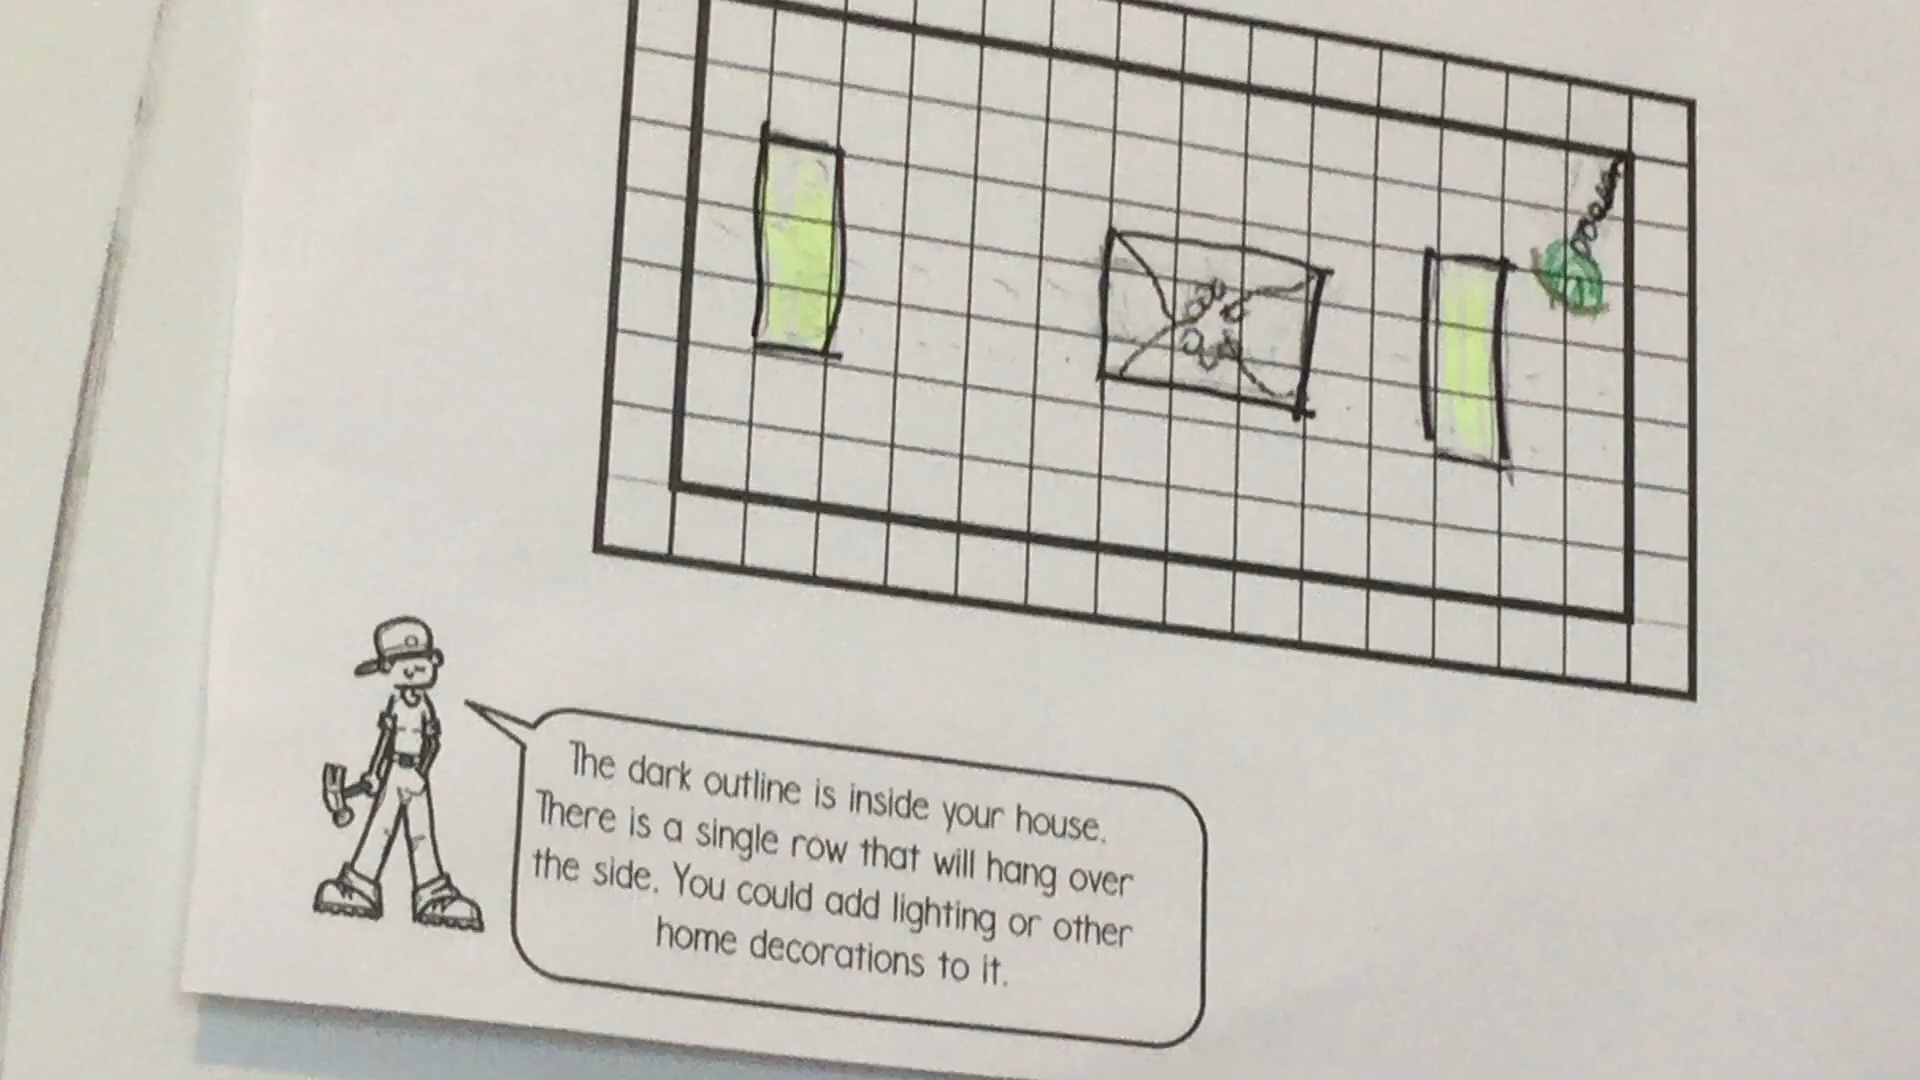 The dark outline is inside your house.
There is a single row that will hang over
the side. You could add lighting or other
home decorations to it.